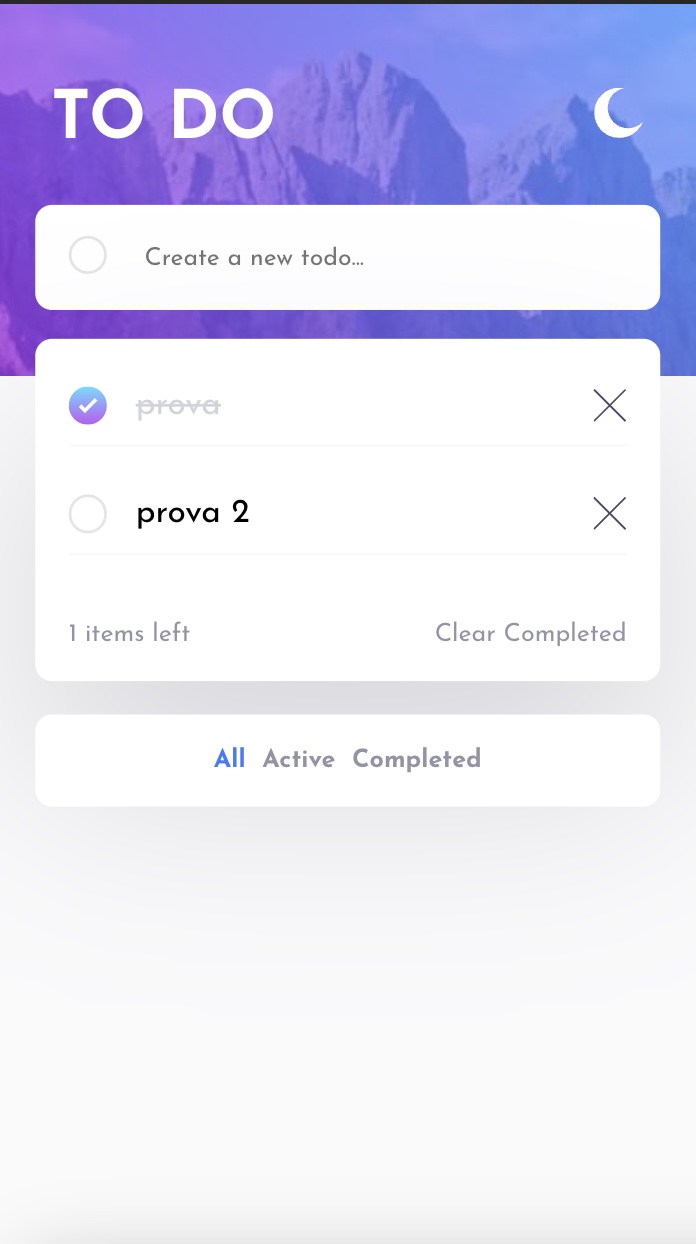 TO DO
Create a new todo...
prova
prova 2
1 items left Clear Completed
All Active Completed